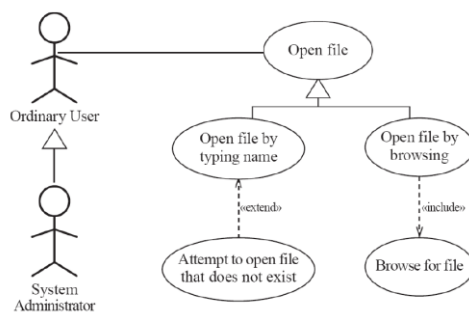 Open file
Ordinary User
Open file by
typing name
Open file by
browsing
«extend»
«include»
Attempt to open file
that does not exist
Browse for file
System
Administrator